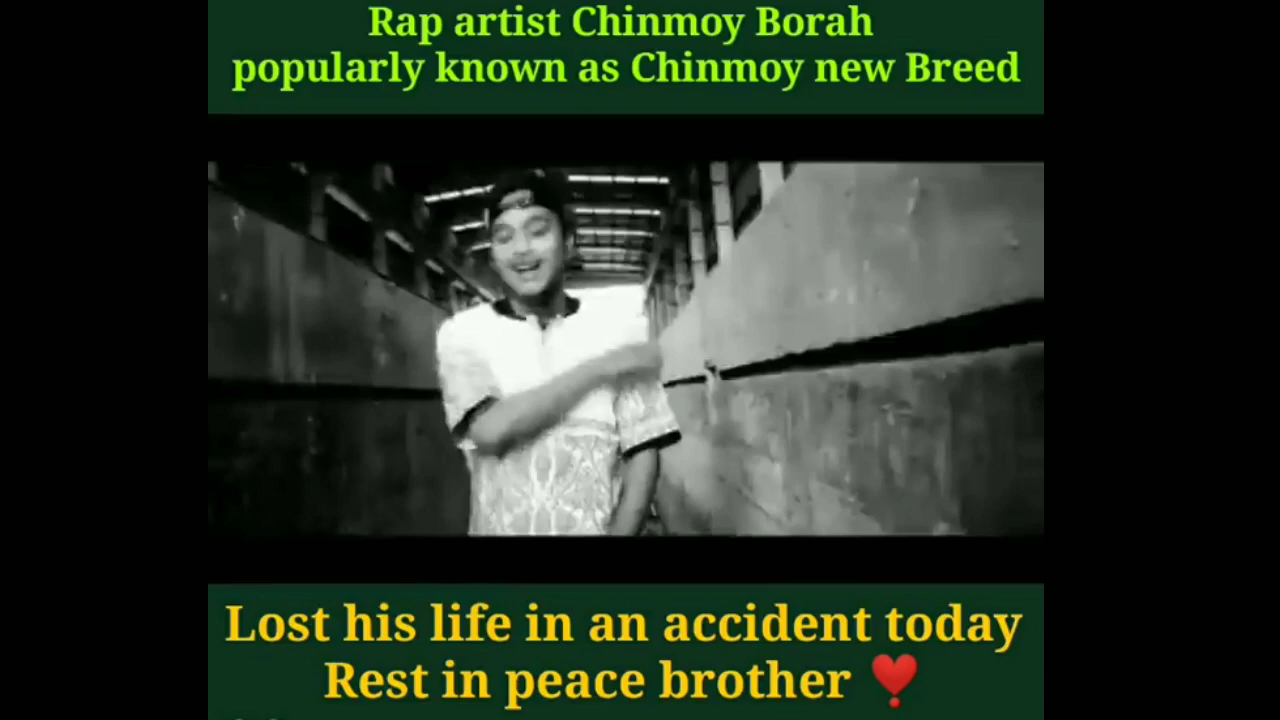 Rap artist Chinmoy Borah
popularly known as Chinmoy new Breed
Lost his life in an accident today
Rest in peace brother ❣️